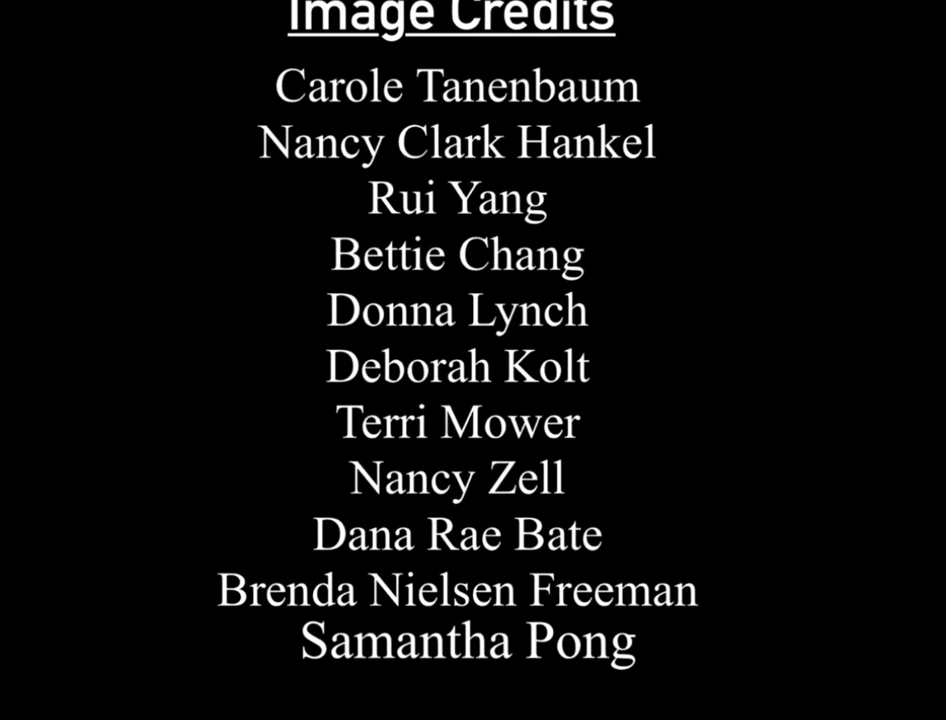 Image Credits
Carole Tanenbaum
Nancy Clark Hankel
Rui Yang
Bettie Chang
Donna Lynch
Deborah Kolt
Terri Mower
Nancy Zell
Dana Rae Bate
Brenda Nielsen Freeman
Samantha Pong